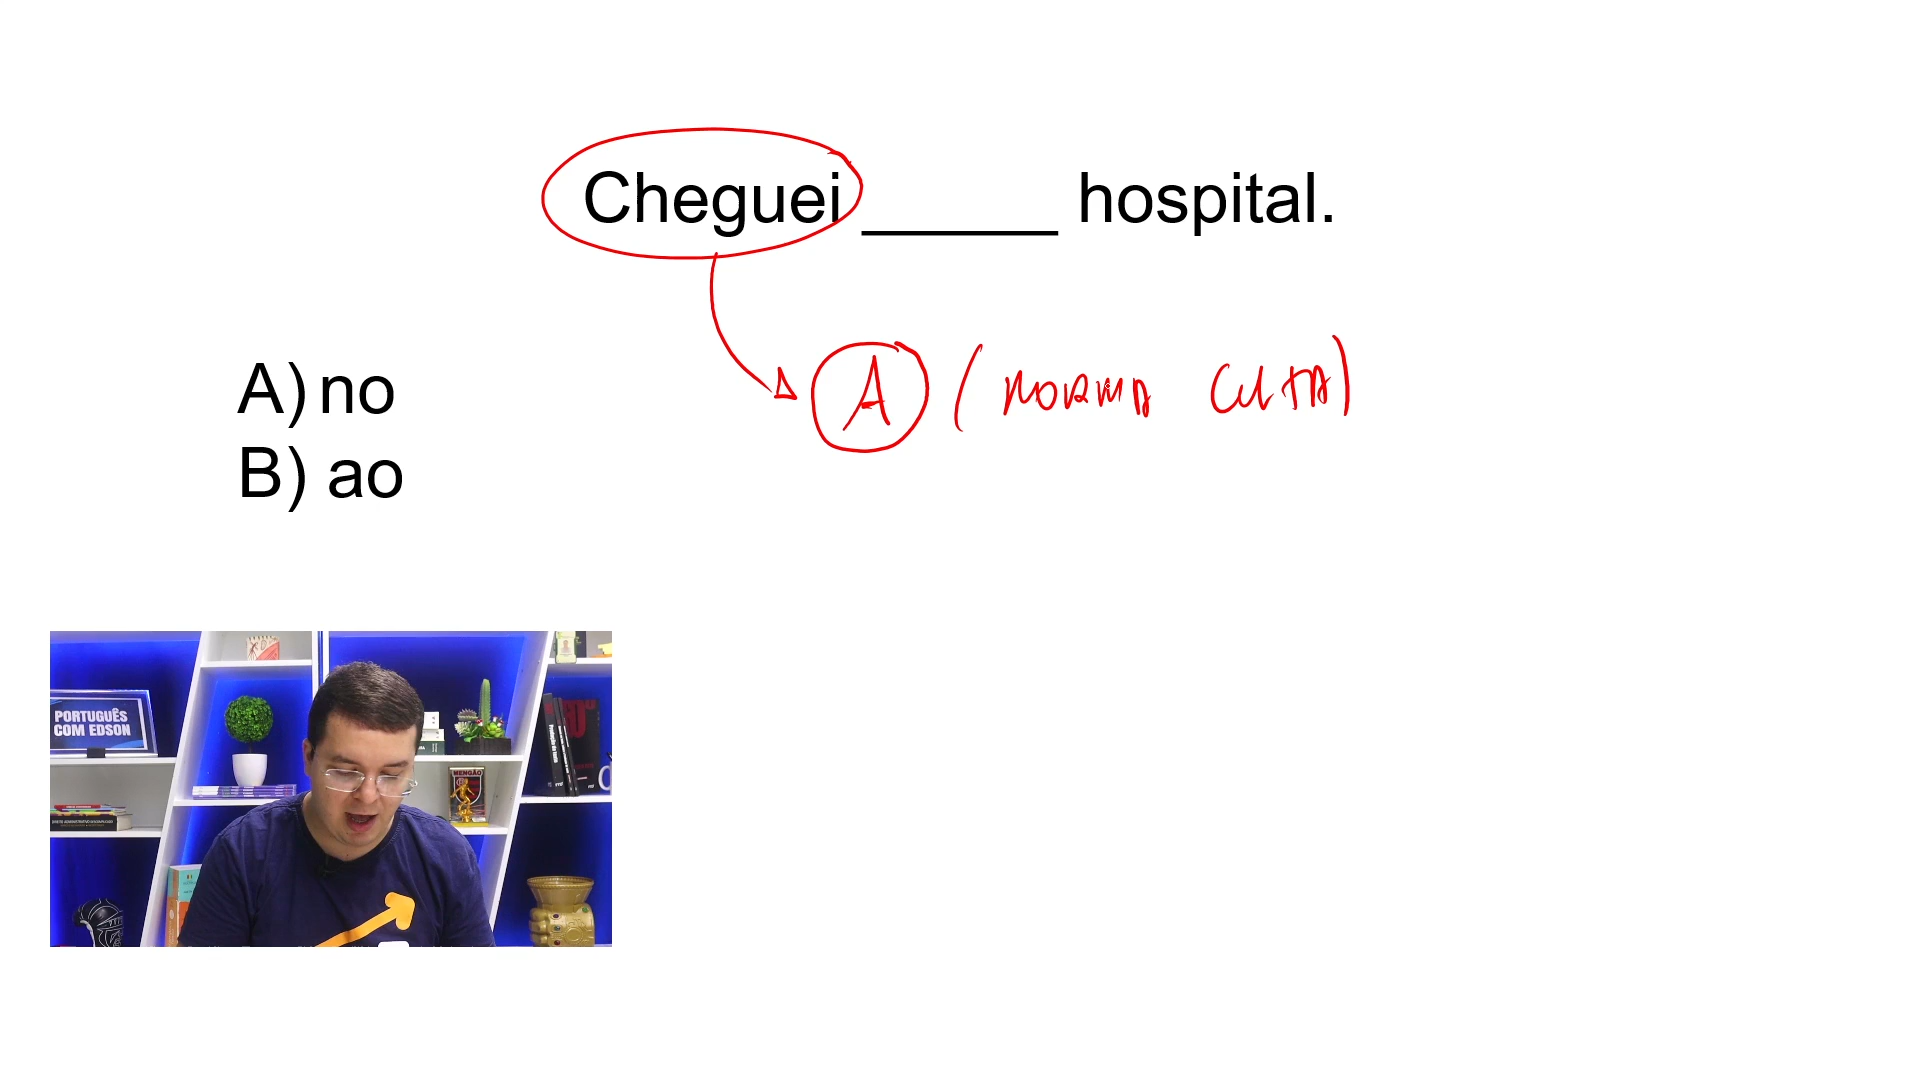 Cheguei ______ hospital.
A (NORMA CULTA)
A) no
B) ao
PORTUGUÊS
COM EDSON
MENGÃO